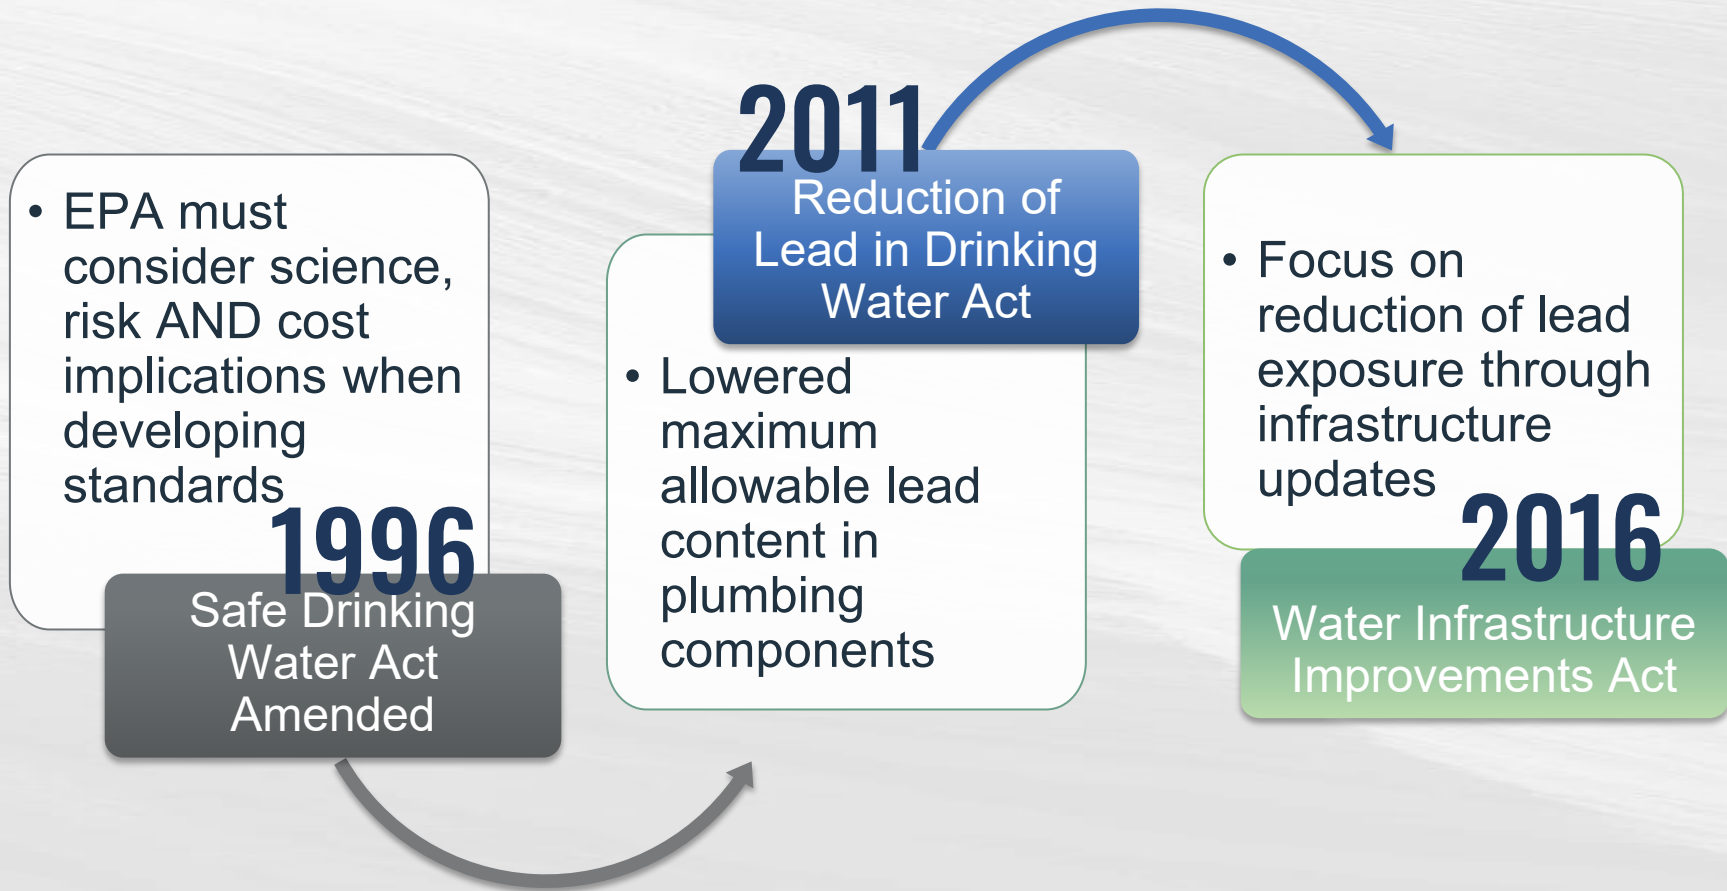 • EPA must
consider science,
risk AND cost
implications when
developing
standards
1996
Safe Drinking
Water Act
Amended
2011
Reduction of
Lead in Drinking
Water Act
• Lowered
maximum
allowable lead
content in
plumbing
components
• Focus on
reduction of lead
exposure through
infrastructure
updates
2016
Water Infrastructure
Improvements Act